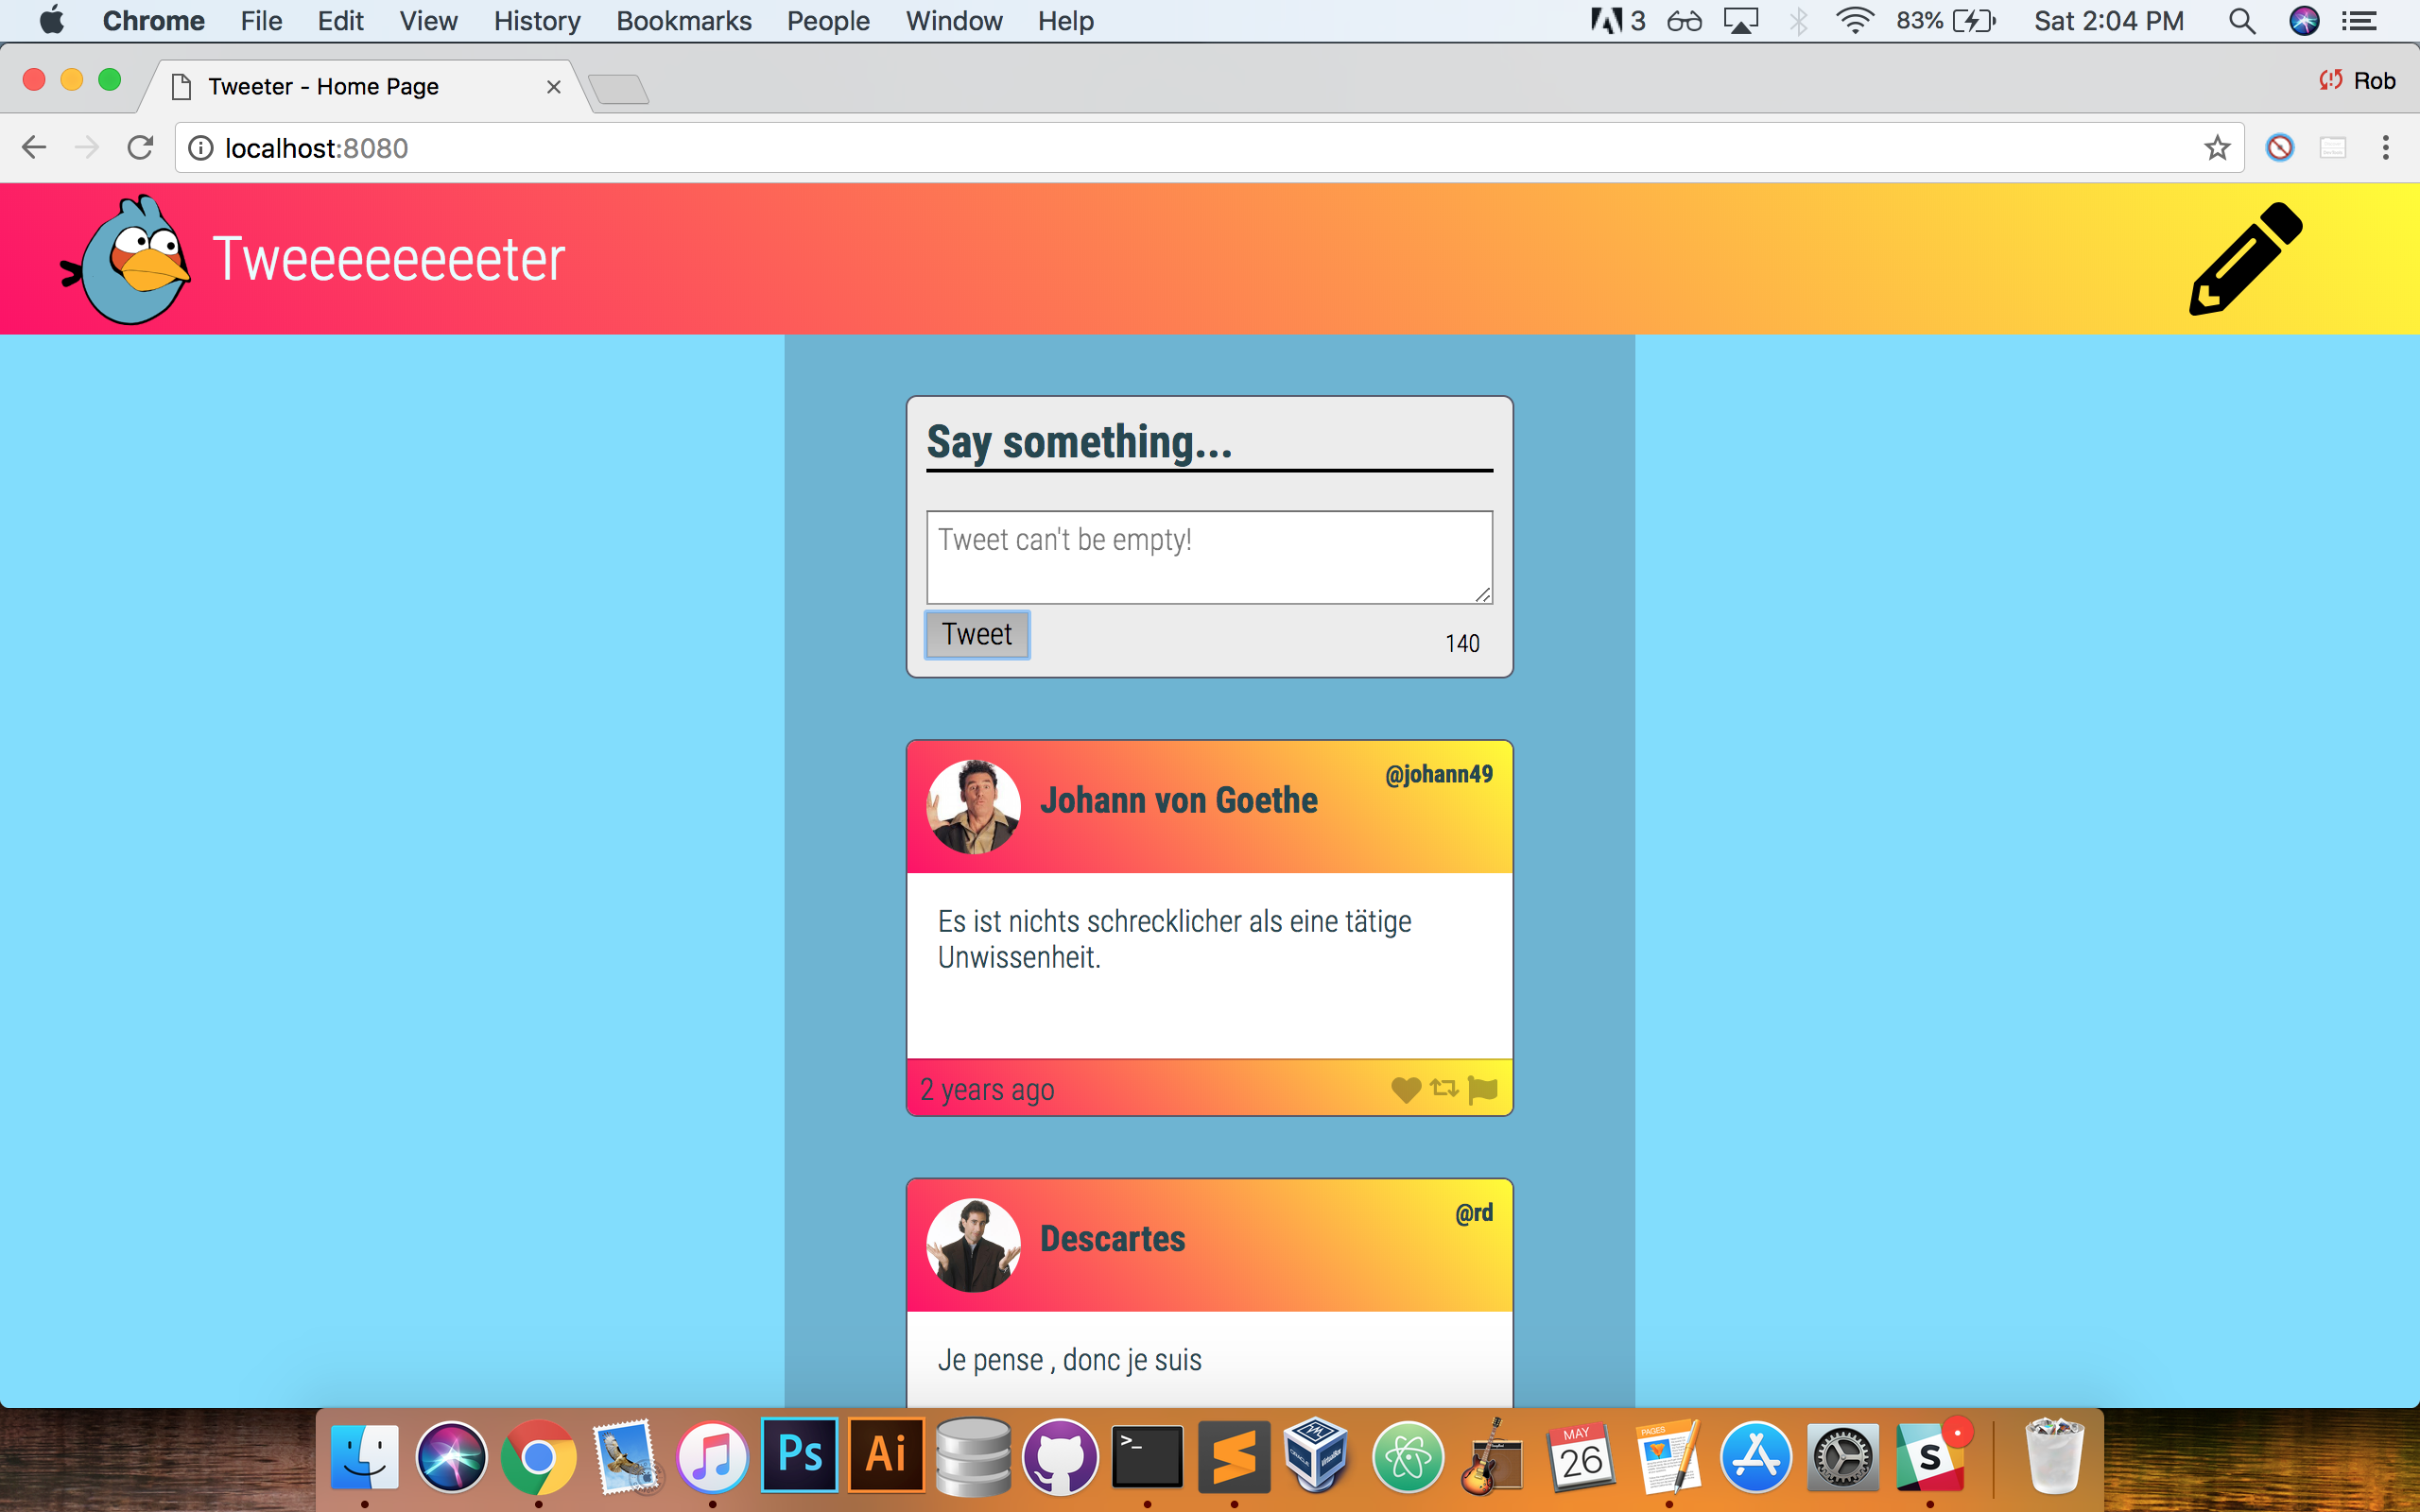 Chrome File Edit View History Bookmarks People Window Help 3 83% Sat 2:04 PM
Tweeter - Home Page Rob
localhost:8080
Tweeeeeeeeter
Say something...
Tweet can't be empty!
Tweet 140
@johann49
Johann von Goethe
Es ist nichts schrecklicher als eine tätige
Unwissenheit.
2 years ago
@rd
Descartes
Je pense , donc je suis
Ps Ai >_ MAY PAGES S
26